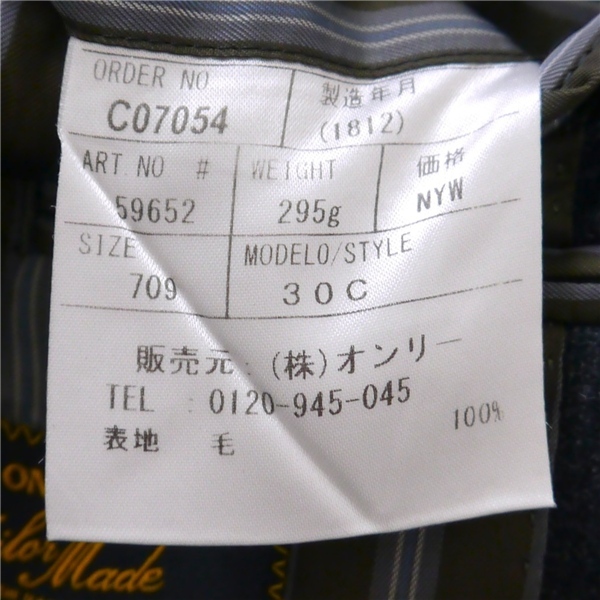 ORDER NO 製造年月
C07054 (1812)
ART NO # WEIGHT 価格
59652 295g NYW
SIZE MODELO/STYLE
709 30C
販売元:(株)オンリー
TEL : 0120-945-045
表地 毛 100%
ON
Tailor Made